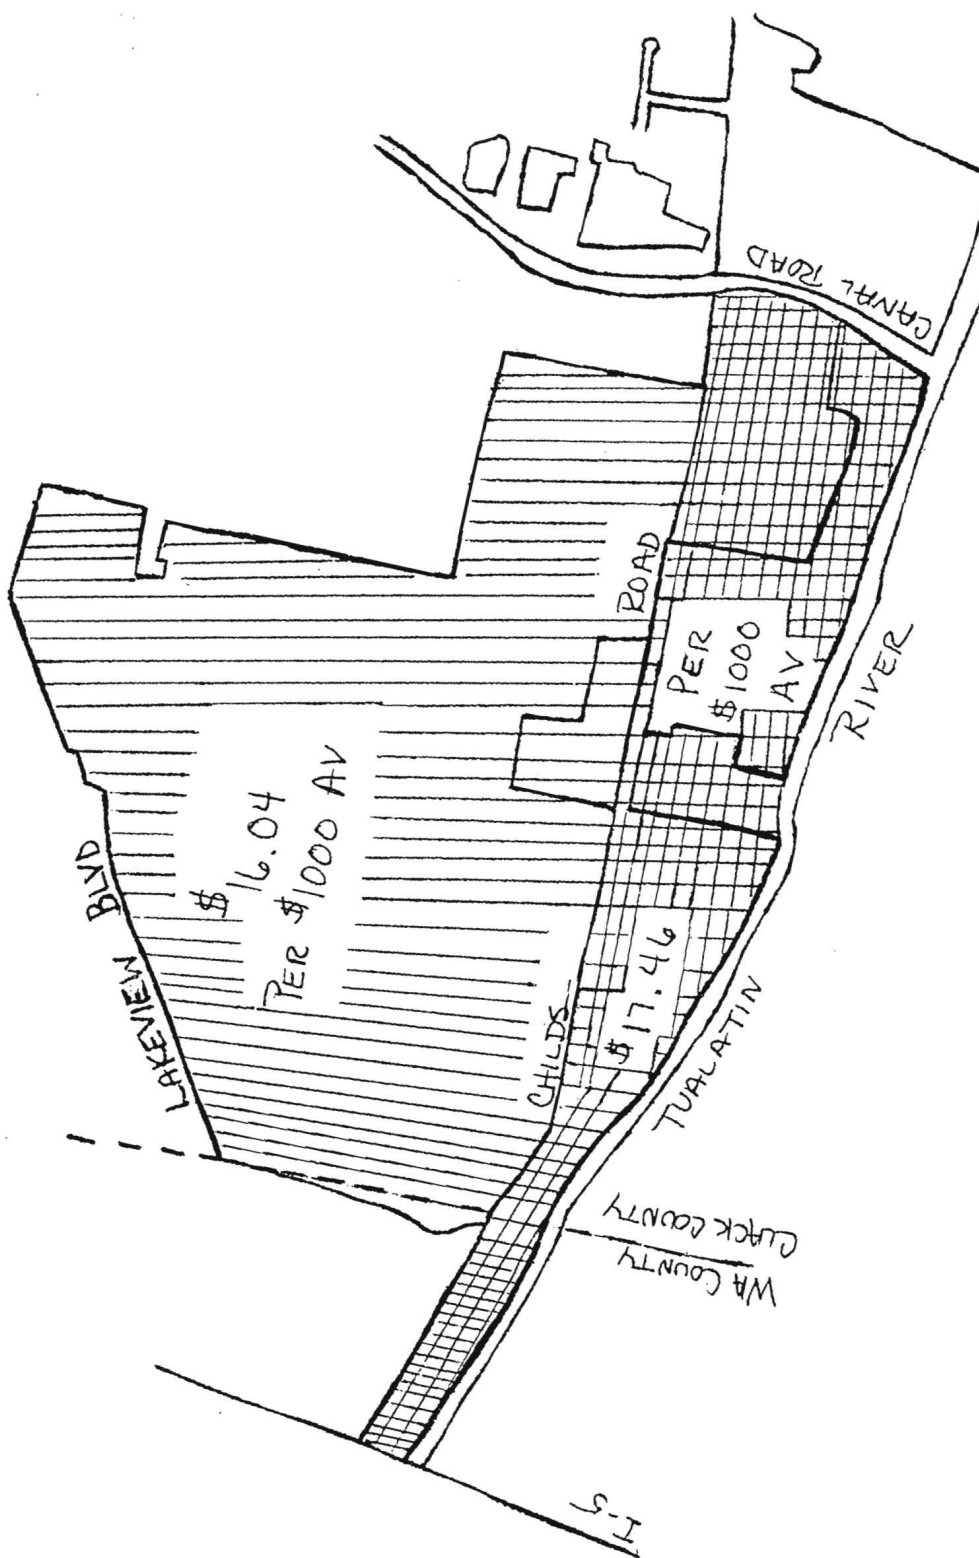 LAKEVIEW BLVD
$ 16.04
PER $1000 AV
CHILDS ROAD
$17.46
PER
$1000
AV
TUALATIN RIVER
CANAL ROAD
CLACK COUNTY
WA COUNTY
I-5